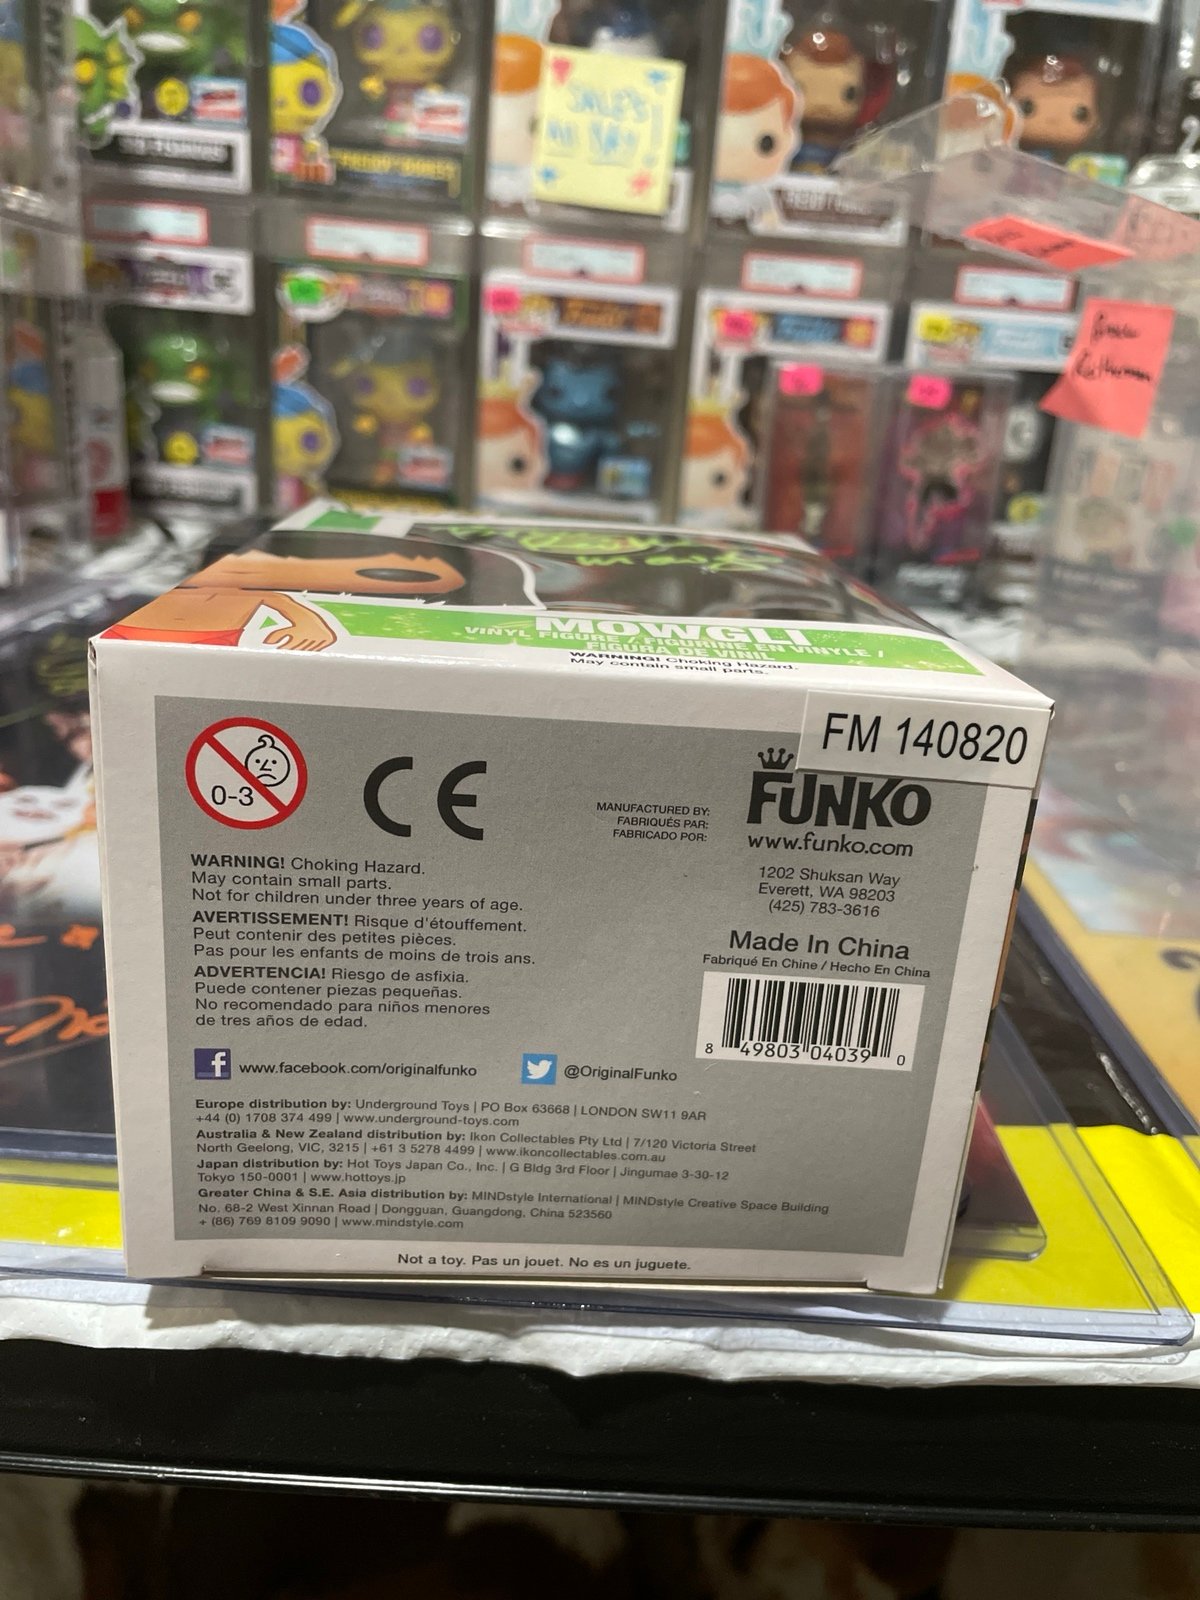 SALES
MOWGLI
VINYL FIGURE / FIGURINE EN VINYLE /
FIGURA DE VINIL
WARNING! Choking Hazard.
May contain small parts.
FM 140820
0-3
CE
MANUFACTURED BY:
FABRIQUÉS PAR:
FABRICADO POR:
FUNKO
www.funko.com
1202 Shuksan Way
Everett, WA 98203
(425) 783-3616
Made In China
Fabriqué En Chine / Hecho En China
8 49803 04039 0
WARNING! Choking Hazard.
May contain small parts.
Not for children under three years of age.
AVERTISSEMENT! Risque d'étouffement.
Peut contenir des petites pièces.
Pas pour les enfants de moins de trois ans.
ADVERTENCIA! Riesgo de asfixia.
Puede contener piezas pequeñas.
No recomendado para niños menores
de tres años de edad.
f www.facebook.com/originalfunko
@OriginalFunko
Europe distribution by: Underground Toys | PO Box 63668 | LONDON SW11 9AR
+44 (0) 1708 374 499 | www.underground-toys.com
Australia & New Zealand distribution by: Ikon Collectables Pty Ltd | 7/120 Victoria Street
North Geelong, VIC, 3215 | +61 3 5278 4499 | www.ikoncollectables.com.au
Japan distribution by: Hot Toys Japan Co., Inc. | G Bldg 3rd Floor | Jingumae 3-30-12
Tokyo 150-0001 | www.hottoys.jp
Greater China & S.E. Asia distribution by: MINDstyle International | MINDstyle Creative Space Building
No. 68-2 West Xinnan Road | Dongguan, Guangdong, China 523560
+ (86) 769 8109 9090 | www.mindstyle.com
Not a toy. Pas un jouet. No es un juguete.